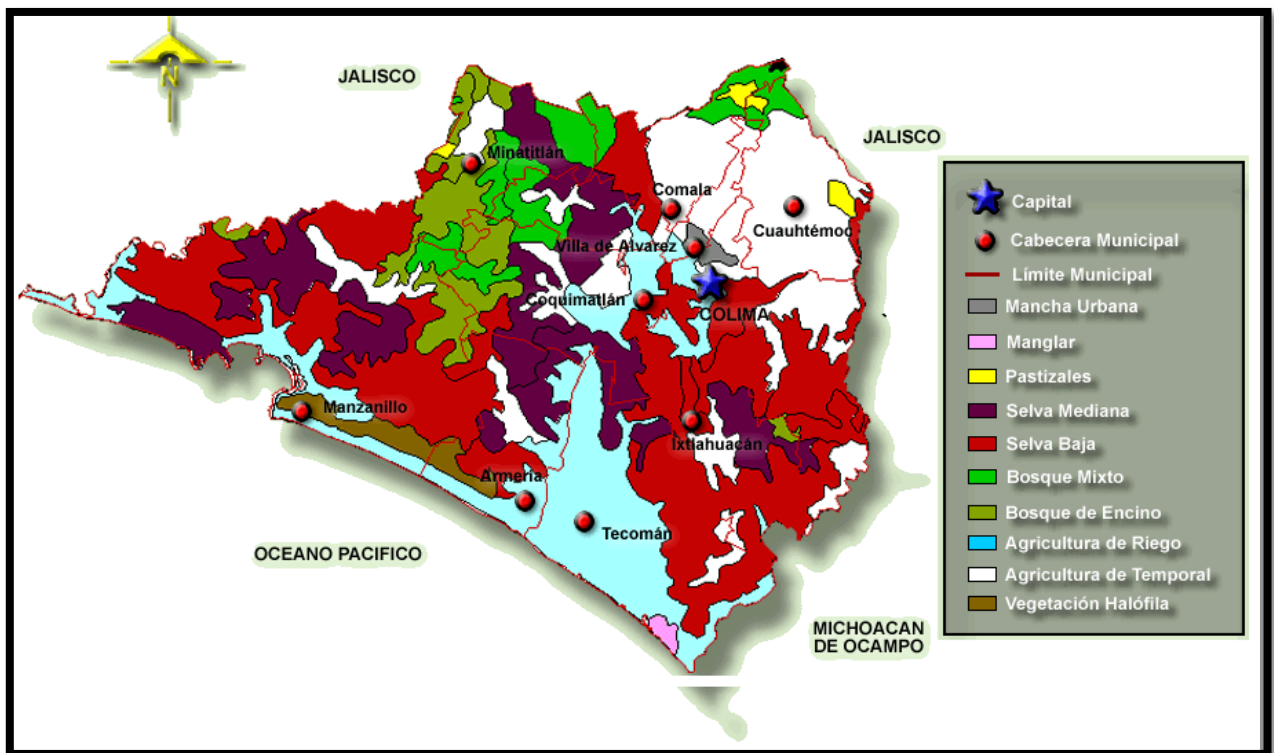 N
JALISCO
JALISCO
Minatitlán
Comala
Cuauhtémoc
Villa de Alvarez
Coquimatlán
COLIMA
Manzanillo
Ixtlahuacán
Armería
Tecomán
OCEANO PACIFICO
MICHOACAN
DE OCAMPO
Capital
Cabecera Municipal
Límite Municipal
Mancha Urbana
Manglar
Pastizales
Selva Mediana
Selva Baja
Bosque Mixto
Bosque de Encino
Agricultura de Riego
Agricultura de Temporal
Vegetación Halófila